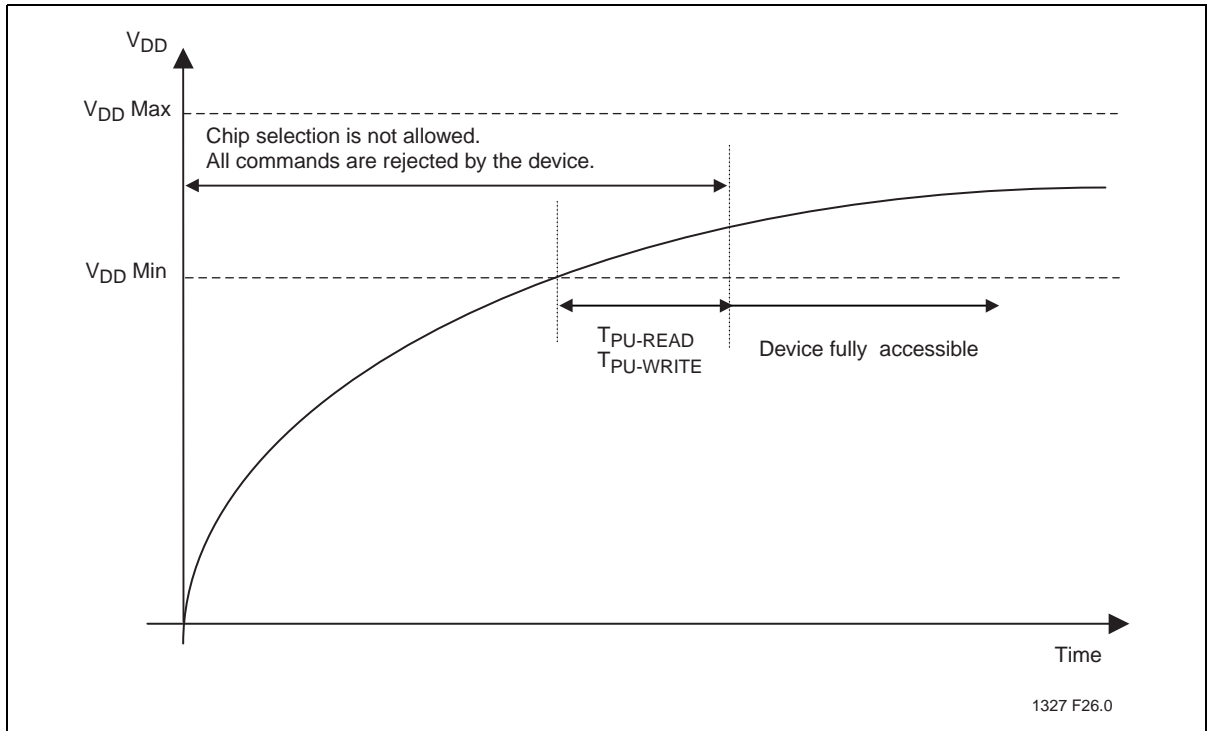 VDD
VDD Max
Chip selection is not allowed.
All commands are rejected by the device.
VDD Min
TPU-READ
TPU-WRITE
Device fully accessible
Time
1327 F26.0